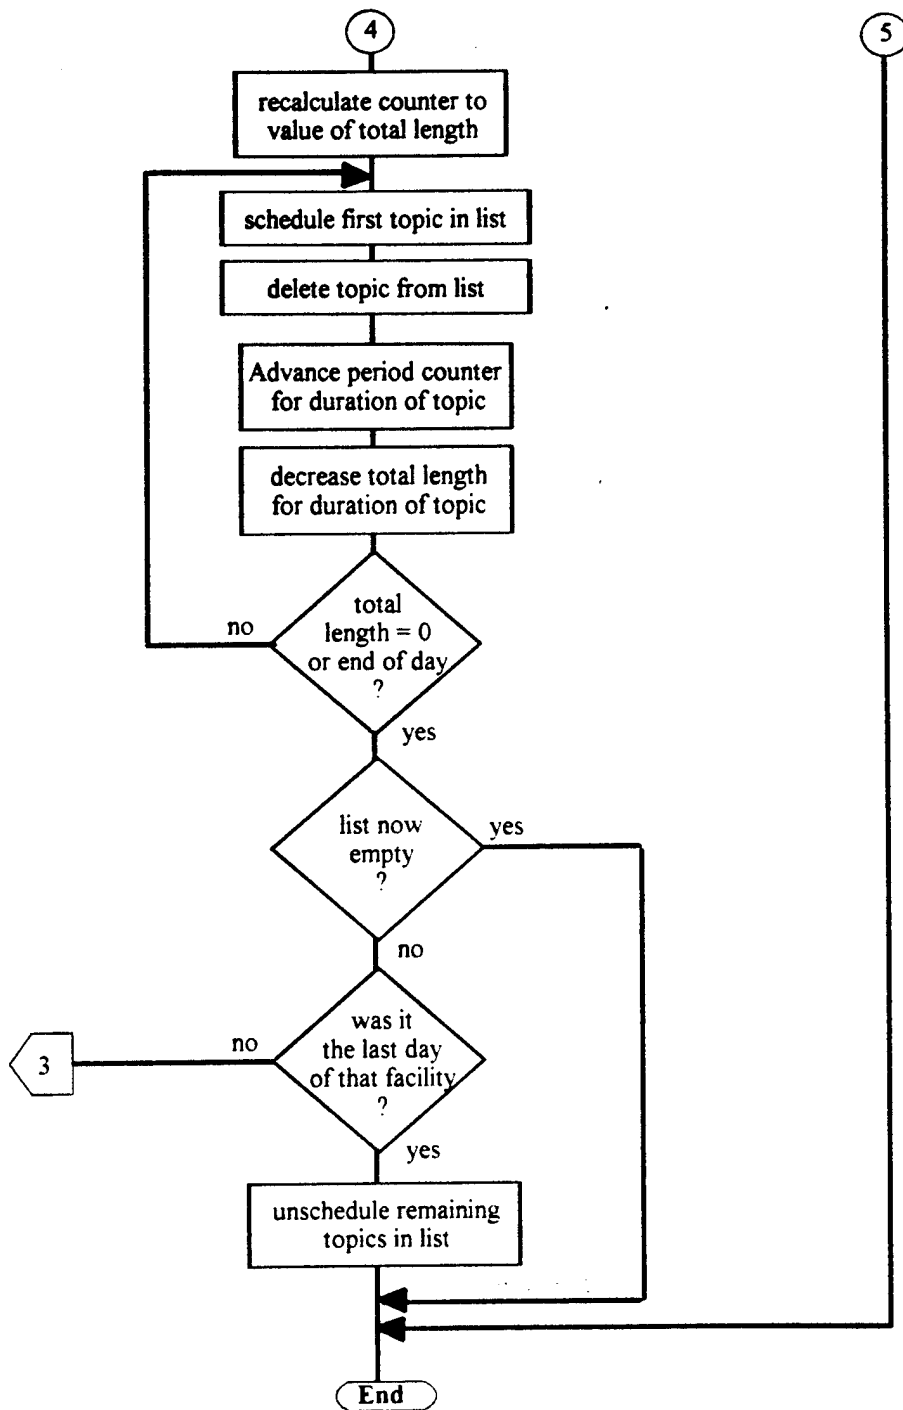 4
5
recalculate counter to
value of total length
schedule first topic in list
delete topic from list
Advance period counter
for duration of topic
decrease total length
for duration of topic
total
length = 0
or end of day
?
no
yes
list now
empty
?
yes
no
was it
the last day
of that facility
?
no
3
yes
unschedule remaining
topics in list
End